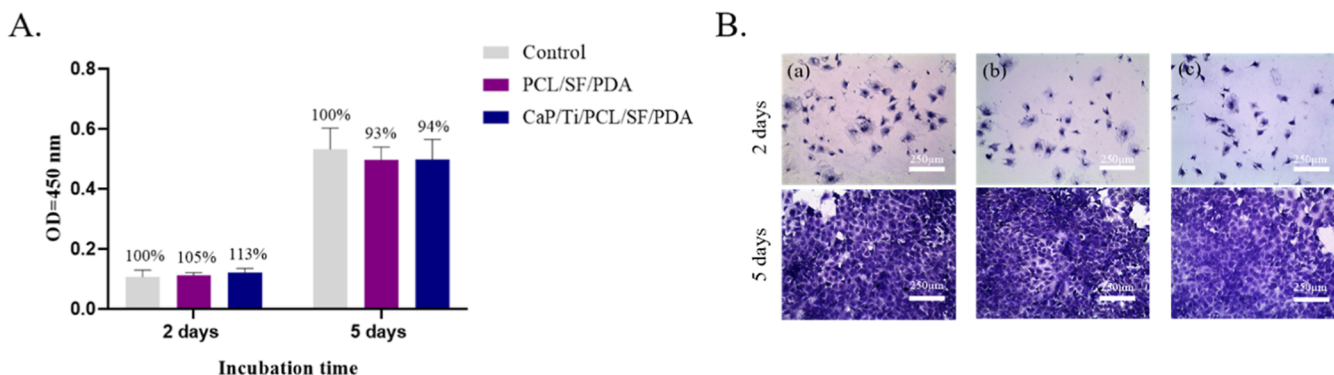 A.
Control
PCL/SF/PDA
CaP/Ti/PCL/SF/PDA
OD=450 nm
0.8
0.6
0.4
0.2
0.0
100%
105%
113%
100%
93%
94%
2 days
5 days
Incubation time
B.
(a)
(b)
(c)
2 days
250μm
250μm
250μm
5 days
250μm
250μm
250μm